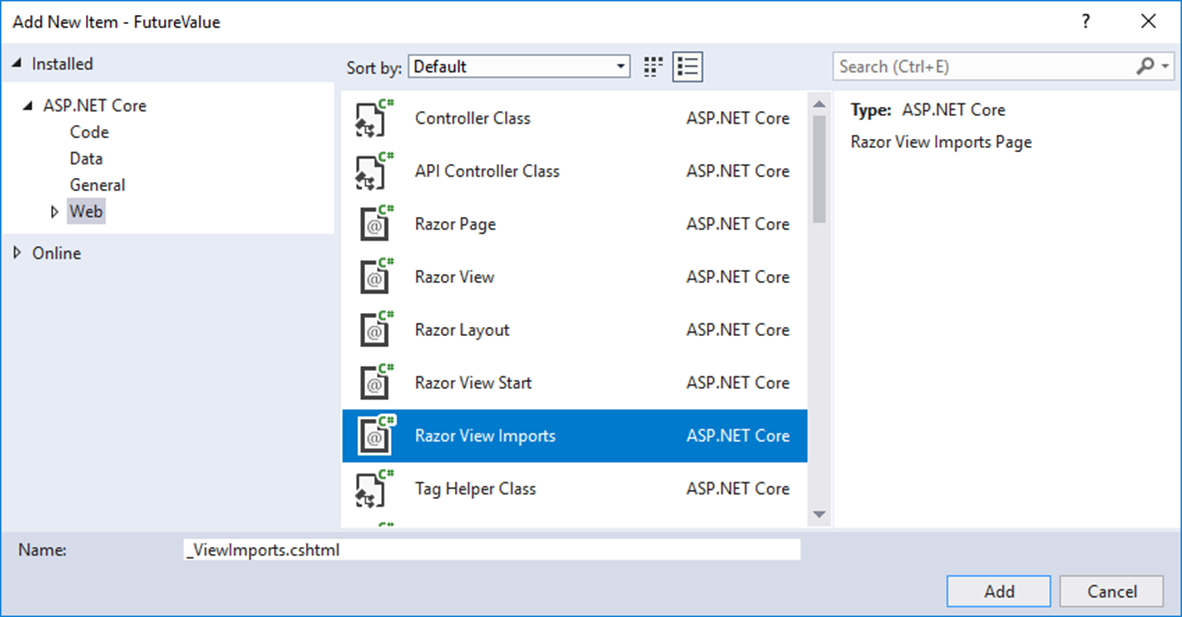 Add New Item - FutureValue
?
Installed
ASP.NET Core
Code
Data
General
Web
Online
Sort by: Default
Search (Ctrl+E)
C# Controller Class ASP.NET Core
C# API Controller Class ASP.NET Core
C# @ Razor Page ASP.NET Core
C# @ Razor View ASP.NET Core
C# @ Razor Layout ASP.NET Core
C# @ Razor View Start ASP.NET Core
C# @ Razor View Imports ASP.NET Core
C# Tag Helper Class ASP.NET Core
Type: ASP.NET Core
Razor View Imports Page
Name: _ViewImports.cshtml
Add Cancel